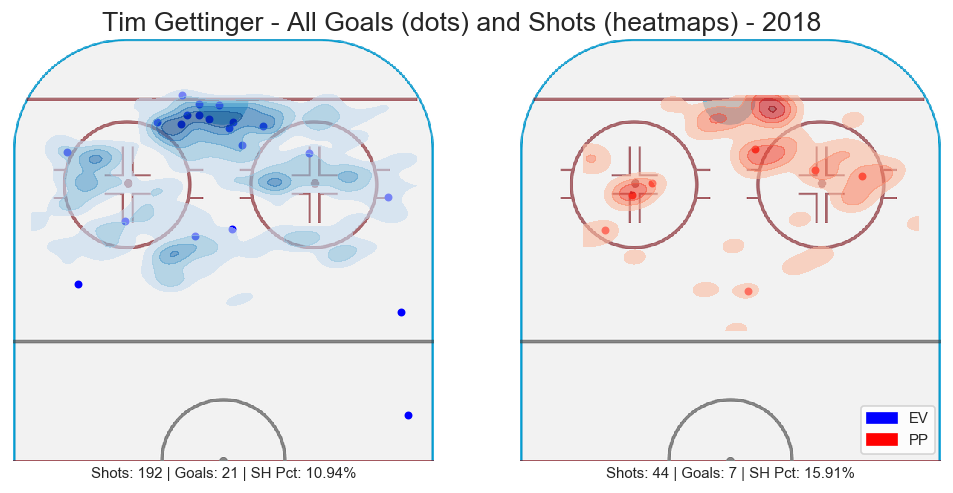 Tim Gettinger - All Goals (dots) and Shots (heatmaps) - 2018
EV
PP
Shots: 192 | Goals: 21 | SH Pct: 10.94%
Shots: 44 | Goals: 7 | SH Pct: 15.91%